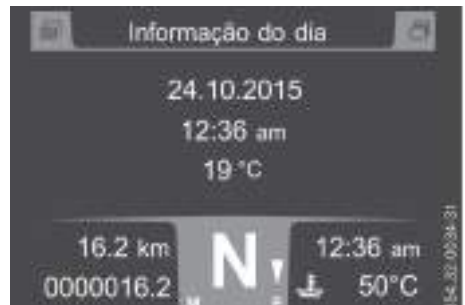 Informação do dia
24.10.2015
12:36 am
19 °C
16.2 km
0000016.2
N
12:36 am
50°C